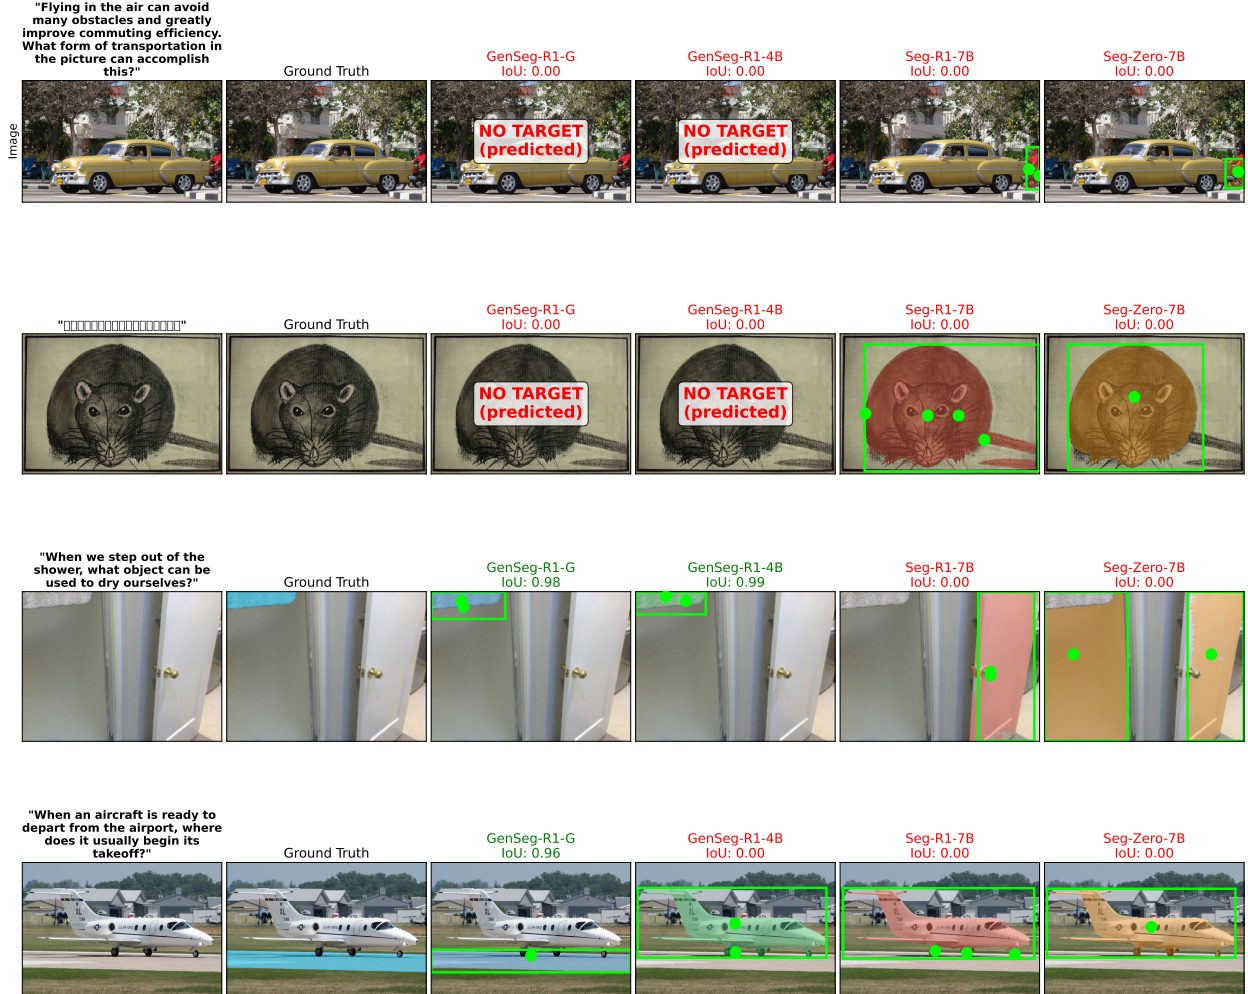 "Flying in the air can avoid
many obstacles and greatly
improve commuting efficiency.
What form of transportation in
the picture can accomplish
this?"
Ground Truth
GenSeg-R1-G
IoU: 0.00
GenSeg-R1-4B
IoU: 0.00
Seg-R1-7B
IoU: 0.00
Seg-Zero-7B
IoU: 0.00
Image
NO TARGET
(predicted)
NO TARGET
(predicted)
Ground Truth
GenSeg-R1-G
IoU: 0.00
GenSeg-R1-4B
IoU: 0.00
Seg-R1-7B
IoU: 0.00
Seg-Zero-7B
IoU: 0.00
NO TARGET
(predicted)
NO TARGET
(predicted)
"When we step out of the
shower, what object can be
used to dry ourselves?"
Ground Truth
GenSeg-R1-G
IoU: 0.98
GenSeg-R1-4B
IoU: 0.99
Seg-R1-7B
IoU: 0.00
Seg-Zero-7B
IoU: 0.00
"When an aircraft is ready to
depart from the airport, where
does it usually begin its
takeoff?"
Ground Truth
GenSeg-R1-G
IoU: 0.96
GenSeg-R1-4B
IoU: 0.00
Seg-R1-7B
IoU: 0.00
Seg-Zero-7B
IoU: 0.00